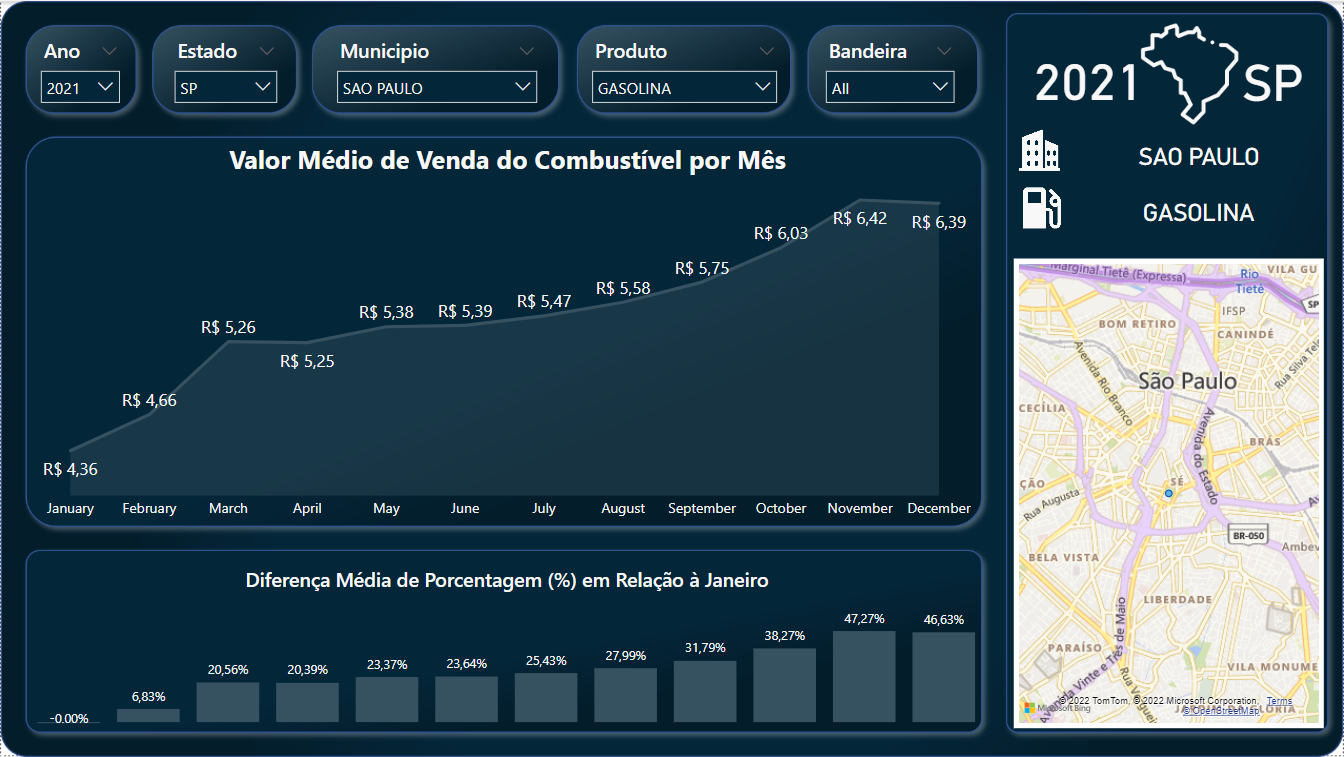 Ano
2021
Estado
SP
Municipio
SAO PAULO
Produto
GASOLINA
Bandeira
All
2021 SP
SAO PAULO
GASOLINA
Valor Médio de Venda do Combustível por Mês
R$ 4,36
R$ 4,66
R$ 5,26
R$ 5,25
R$ 5,38
R$ 5,39
R$ 5,47
R$ 5,58
R$ 5,75
R$ 6,03
R$ 6,42
R$ 6,39
January February March April May June July August September October November December
Diferença Média de Porcentagem (%) em Relação à Janeiro
-0.00%
6,83%
20,56%
20,39%
23,37%
23,64%
25,43%
27,99%
31,79%
38,27%
47,27%
46,63%
Marginal Tietê (Expressa)
Rio
Tietê
VILA GU
SP
IFSP
BOM RETIRO
CANINDÉ
Avenida Rio Branco
Rua Silva Tele
São Paulo
CECÍLIA
Avenida do Estado
BRÁS
ÇÃO
SÉ
Rua Augusta
BR-050
Ambev
BELA VISTA
LIBERDADE
PARAÍSO
Avenida Vinte e Três de Maio
Rua Vergue
VILA MONUME
© 2022 TomTom, © 2022 Microsoft Corporation, Terms
Microsoft Bing
© OpenStreetMap